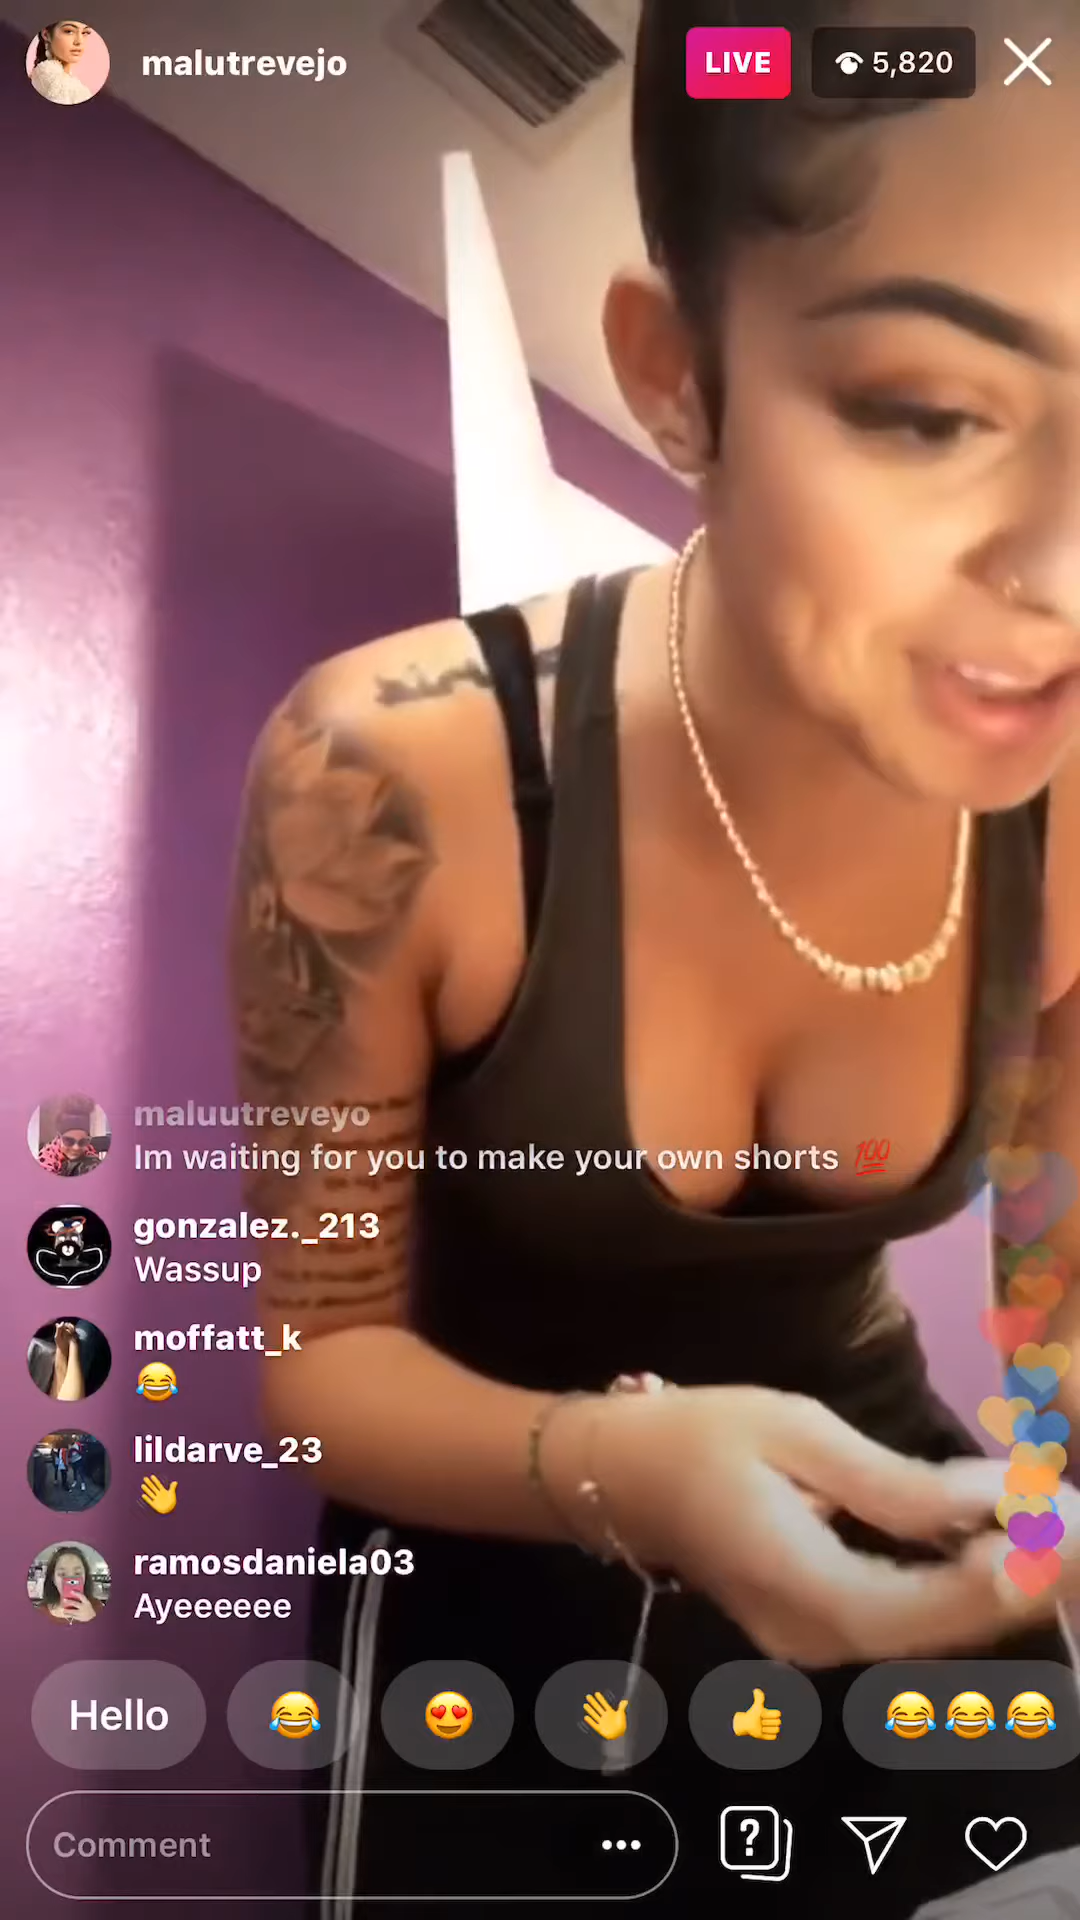 malutrevejo
LIVE
5,820
maluutreveyo
Im waiting for you to make your own shorts 💯
gonzalez._213
Wassup
moffatt_k
😂
lildarve_23
👋
ramosdaniela03
Ayeeeeee
Hello 😂 😍 👋 👍 😂😂😂
Comment